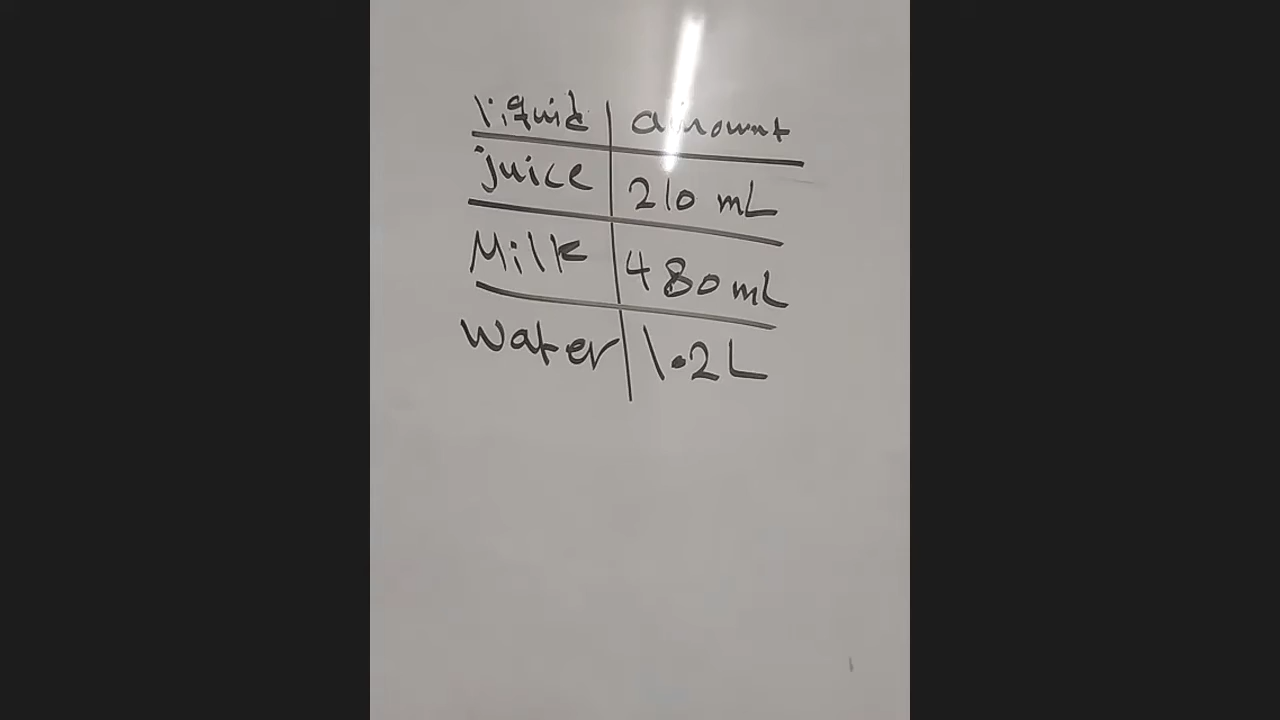 liquid | amount
juice | 210 mL
Milk | 480 mL
Water | 1.2 L